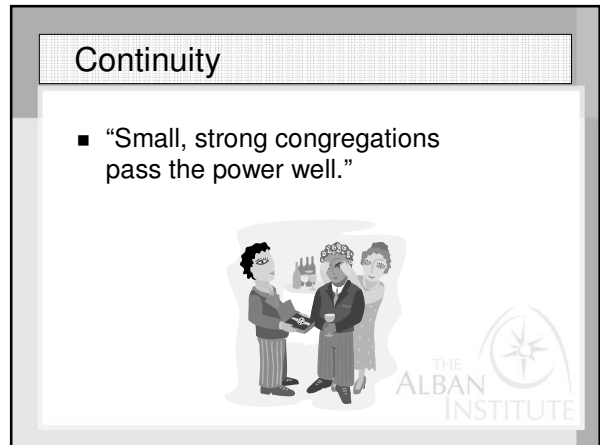 Continuity
■ “Small, strong congregations
pass the power well.”
THE
ALBAN
INSTITUTE